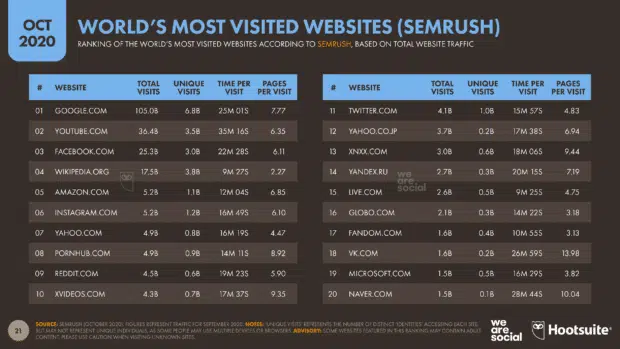 OCT
2020
WORLD'S MOST VISITED WEBSITES (SEMRUSH)
RANKING OF THE WORLD'S MOST VISITED WEBSITES ACCORDING TO SEMRUSH, BASED ON TOTAL WEBSITE TRAFFIC
# WEBSITE TOTAL VISITS UNIQUE VISITS TIME PER VISIT PAGES PER VISIT
01 GOOGLE.COM 105.0B 6.8B 25M 01S 7.77
02 YOUTUBE.COM 36.4B 3.5B 35M 16S 6.35
03 FACEBOOK.COM 25.3B 3.0B 22M 28S 6.11
04 WIKIPEDIA.ORG 17.5B 3.8B 9M 27S 2.27
05 AMAZON.COM 5.2B 1.1B 12M 04S 6.85
06 INSTAGRAM.COM 5.2B 1.2B 16M 49S 6.10
07 YAHOO.COM 4.9B 0.8B 16M 19S 4.47
08 PORNHUB.COM 4.9B 0.9B 14M 11S 8.92
09 REDDIT.COM 4.5B 0.6B 19M 23S 5.90
10 XVIDEOS.COM 4.3B 0.7B 17M 37S 9.35
# WEBSITE TOTAL VISITS UNIQUE VISITS TIME PER VISIT PAGES PER VISIT
11 TWITTER.COM 4.1B 1.0B 15M 57S 4.83
12 YAHOO.CO.JP 3.7B 0.2B 17M 38S 6.94
13 XNXX.COM 3.0B 0.6B 18M 06S 9.44
14 YANDEX.RU 2.7B 0.3B 20M 15S 7.19
15 LIVE.COM 2.6B 0.5B 9M 25S 4.75
16 GLOBO.COM 2.1B 0.3B 14M 22S 3.18
17 FANDOM.COM 1.6B 0.4B 10M 55S 3.13
18 VK.COM 1.6B 0.2B 26M 59S 13.98
19 MICROSOFT.COM 1.5B 0.5B 16M 29S 3.82
20 NAVER.COM 1.5B 0.1B 28M 44S 10.04
we are social
21
SOURCE: SEMRUSH (OCTOBER 2020). FIGURES REPRESENT TRAFFIC FOR SEPTEMBER 2020. NOTES: "UNIQUE VISITS" REPRESENTS THE NUMBER OF DISTINCT 'IDENTITIES' ACCESSING EACH SITE,
BUT MAY NOT REPRESENT UNIQUE INDIVIDUALS, AS SOME PEOPLE MAY USE MULTIPLE DEVICES OR BROWSERS. ADVISORY: SOME WEBSITES FEATURED IN THIS RANKING MAY CONTAIN ADULT
CONTENT. PLEASE USE CAUTION WHEN VISITING UNKNOWN SITES.
we are social
Hootsuite